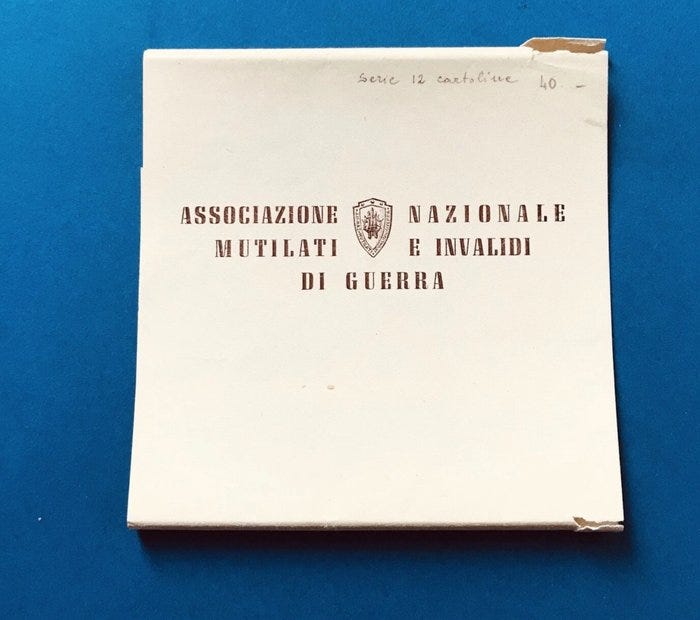 Serie 12 cartoline 40.-
ASSOCIAZIONE NAZIONALE
MUTILATI E INVALIDI
DI GUERRA